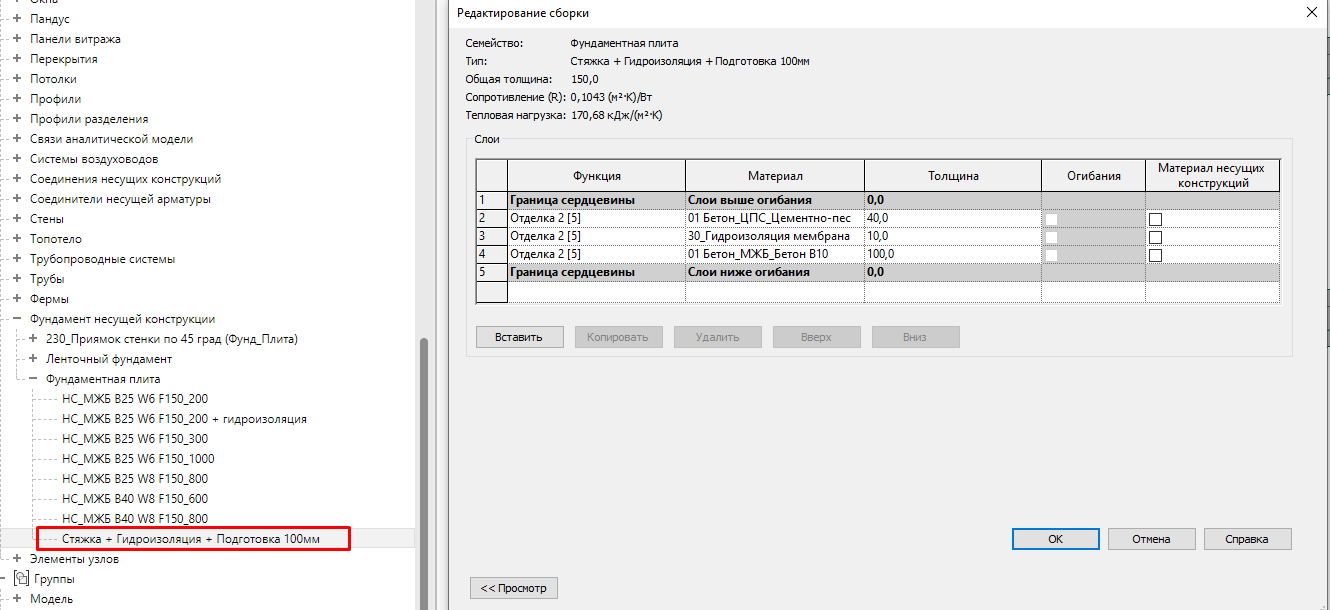 Окна
Пандус
Панели витража
Перекрытия
Потолки
Профили
Профили разделения
Связи аналитической модели
Системы воздуховодов
Соединения несущих конструкций
Соединители несущей арматуры
Стены
Топотело
Трубопроводные системы
Трубы
Фермы
Фундамент несущей конструкции
230_Приямок стенки по 45 град (Фунд_Плита)
Ленточный фундамент
Фундаментная плита
НС_МЖБ В25 W6 F150_200
НС_МЖБ В25 W6 F150_200 + гидроизоляция
НС_МЖБ В25 W6 F150_300
НС_МЖБ В25 W6 F150_1000
НС_МЖБ В25 W8 F150_800
НС_МЖБ В40 W8 F150_600
НС_МЖБ В40 W8 F150_800
Стяжка + Гидроизоляция + Подготовка 100мм
Элементы узлов
Группы
Модель
Редактирование сборки
Семейство: Фундаментная плита
Тип: Стяжка + Гидроизоляция + Подготовка 100мм
Общая толщина: 150,0
Сопротивление (R): 0,1043 (м²·К)/Вт
Тепловая нагрузка: 170,68 кДж/(м²·К)
Слои
Функция Материал Толщина Огибания Материал несущих
конструкций
1 Граница сердцевины Слои выше огибания 0,0
2 Отделка 2 [5] 01 Бетон_ЦПС_Цементно-пес 40,0
3 Отделка 2 [5] 30_Гидроизоляция мембрана 10,0
4 Отделка 2 [5] 01 Бетон_МЖБ_Бетон В10 100,0
5 Граница сердцевины Слои ниже огибания 0,0
Вставить Копировать Удалить Вверх Вниз
ОК Отмена Справка
<< Просмотр